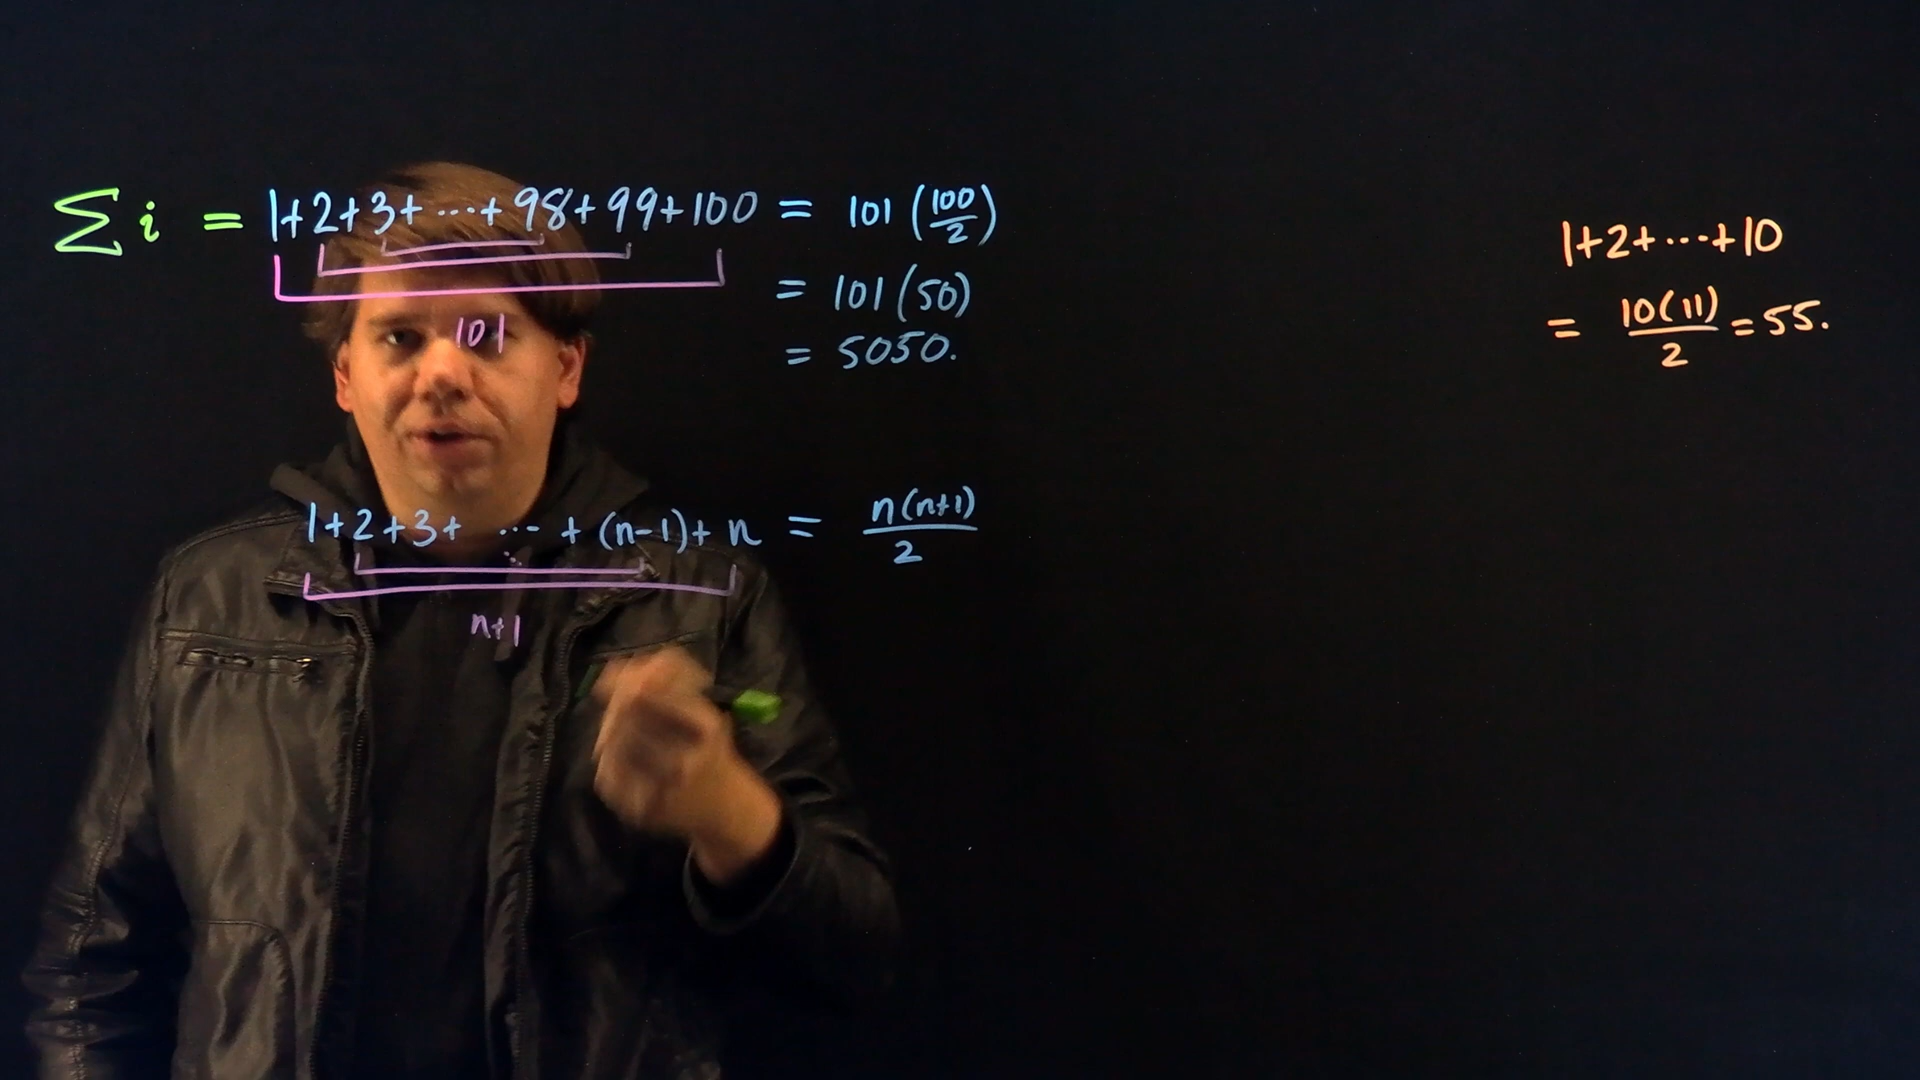 ∑ i = 1+2+3+ ... + 98+99+100 = 101 (100/2)
101
= 101 (50)
= 5050.
1+2+3+ ... + (n-1)+ n = n(n+1)/2
n+1
1+2+...+10
= 10(11)/2 = 55.